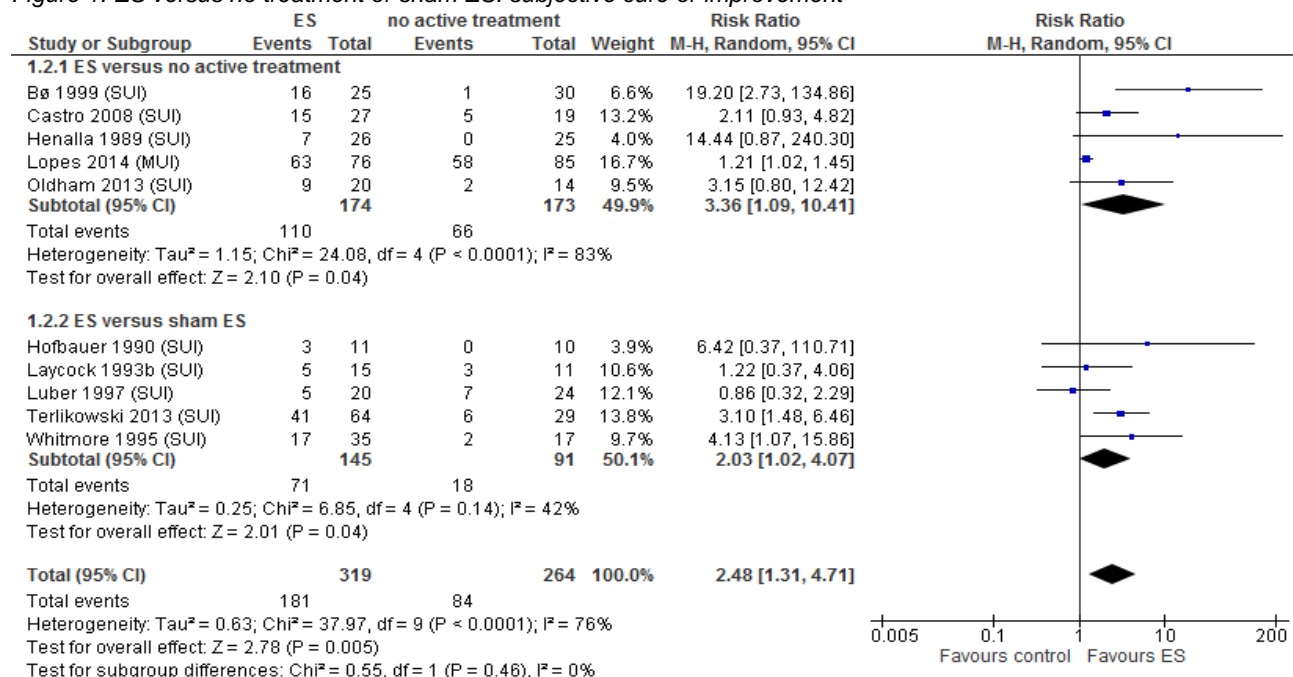 Figure 1: ES versus no treatment or sham ES: subjective cure or improvement
ES no active treatment Risk Ratio Risk Ratio
Study or Subgroup Events Total Events Total Weight M-H, Random, 95% CI M-H, Random, 95% CI
1.2.1 ES versus no active treatment
Bø 1999 (SUI) 16 25 1 30 6.6% 19.20 [2.73, 134.86]
Castro 2008 (SUI) 15 27 5 19 13.2% 2.11 [0.93, 4.82]
Henalla 1989 (SUI) 7 26 0 25 4.0% 14.44 [0.87, 240.30]
Lopes 2014 (MUI) 63 76 58 85 16.7% 1.21 [1.02, 1.45]
Oldham 2013 (SUI) 9 20 2 14 9.5% 3.15 [0.80, 12.42]
Subtotal (95% CI) 174 173 49.9% 3.36 [1.09, 10.41]
Total events 110 66
Heterogeneity: Tau² = 1.15; Chi² = 24.08, df = 4 (P < 0.0001); I² = 83%
Test for overall effect: Z = 2.10 (P = 0.04)
1.2.2 ES versus sham ES
Hofbauer 1990 (SUI) 3 11 0 10 3.9% 6.42 [0.37, 110.71]
Laycock 1993b (SUI) 5 15 3 11 10.6% 1.22 [0.37, 4.06]
Luber 1997 (SUI) 5 20 7 24 12.1% 0.86 [0.32, 2.29]
Terlikowski 2013 (SUI) 41 64 6 29 13.8% 3.10 [1.48, 6.46]
Whitmore 1995 (SUI) 17 35 2 17 9.7% 4.13 [1.07, 15.86]
Subtotal (95% CI) 145 91 50.1% 2.03 [1.02, 4.07]
Total events 71 18
Heterogeneity: Tau² = 0.25; Chi² = 6.85, df = 4 (P = 0.14); I² = 42%
Test for overall effect: Z = 2.01 (P = 0.04)
Total (95% CI) 319 264 100.0% 2.48 [1.31, 4.71]
Total events 181 84
Heterogeneity: Tau² = 0.63; Chi² = 37.97, df = 9 (P < 0.0001); I² = 76%
Test for overall effect: Z = 2.78 (P = 0.005)
Test for subgroup differences: Chi² = 0.55, df = 1 (P = 0.46), I² = 0%
0.005 0.1 1 10 200
Favours control Favours ES